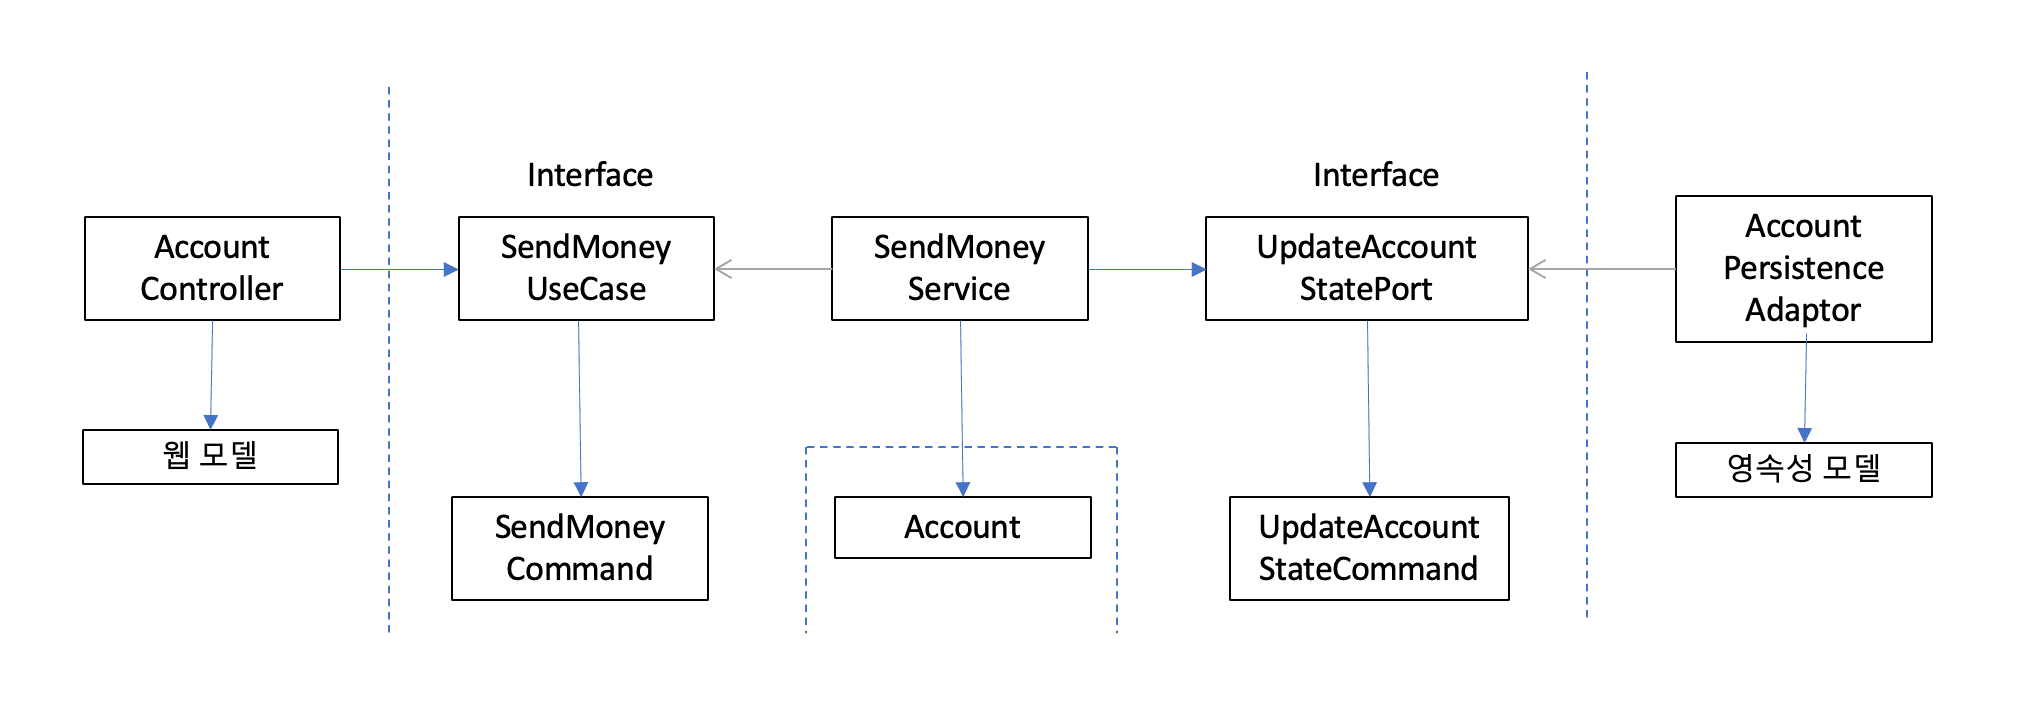 Interface
Interface
Account
Controller
SendMoney
UseCase
SendMoney
Service
UpdateAccount
StatePort
Account
Persistence
Adaptor
웹 모델
영속성 모델
SendMoney
Command
Account
UpdateAccount
StateCommand